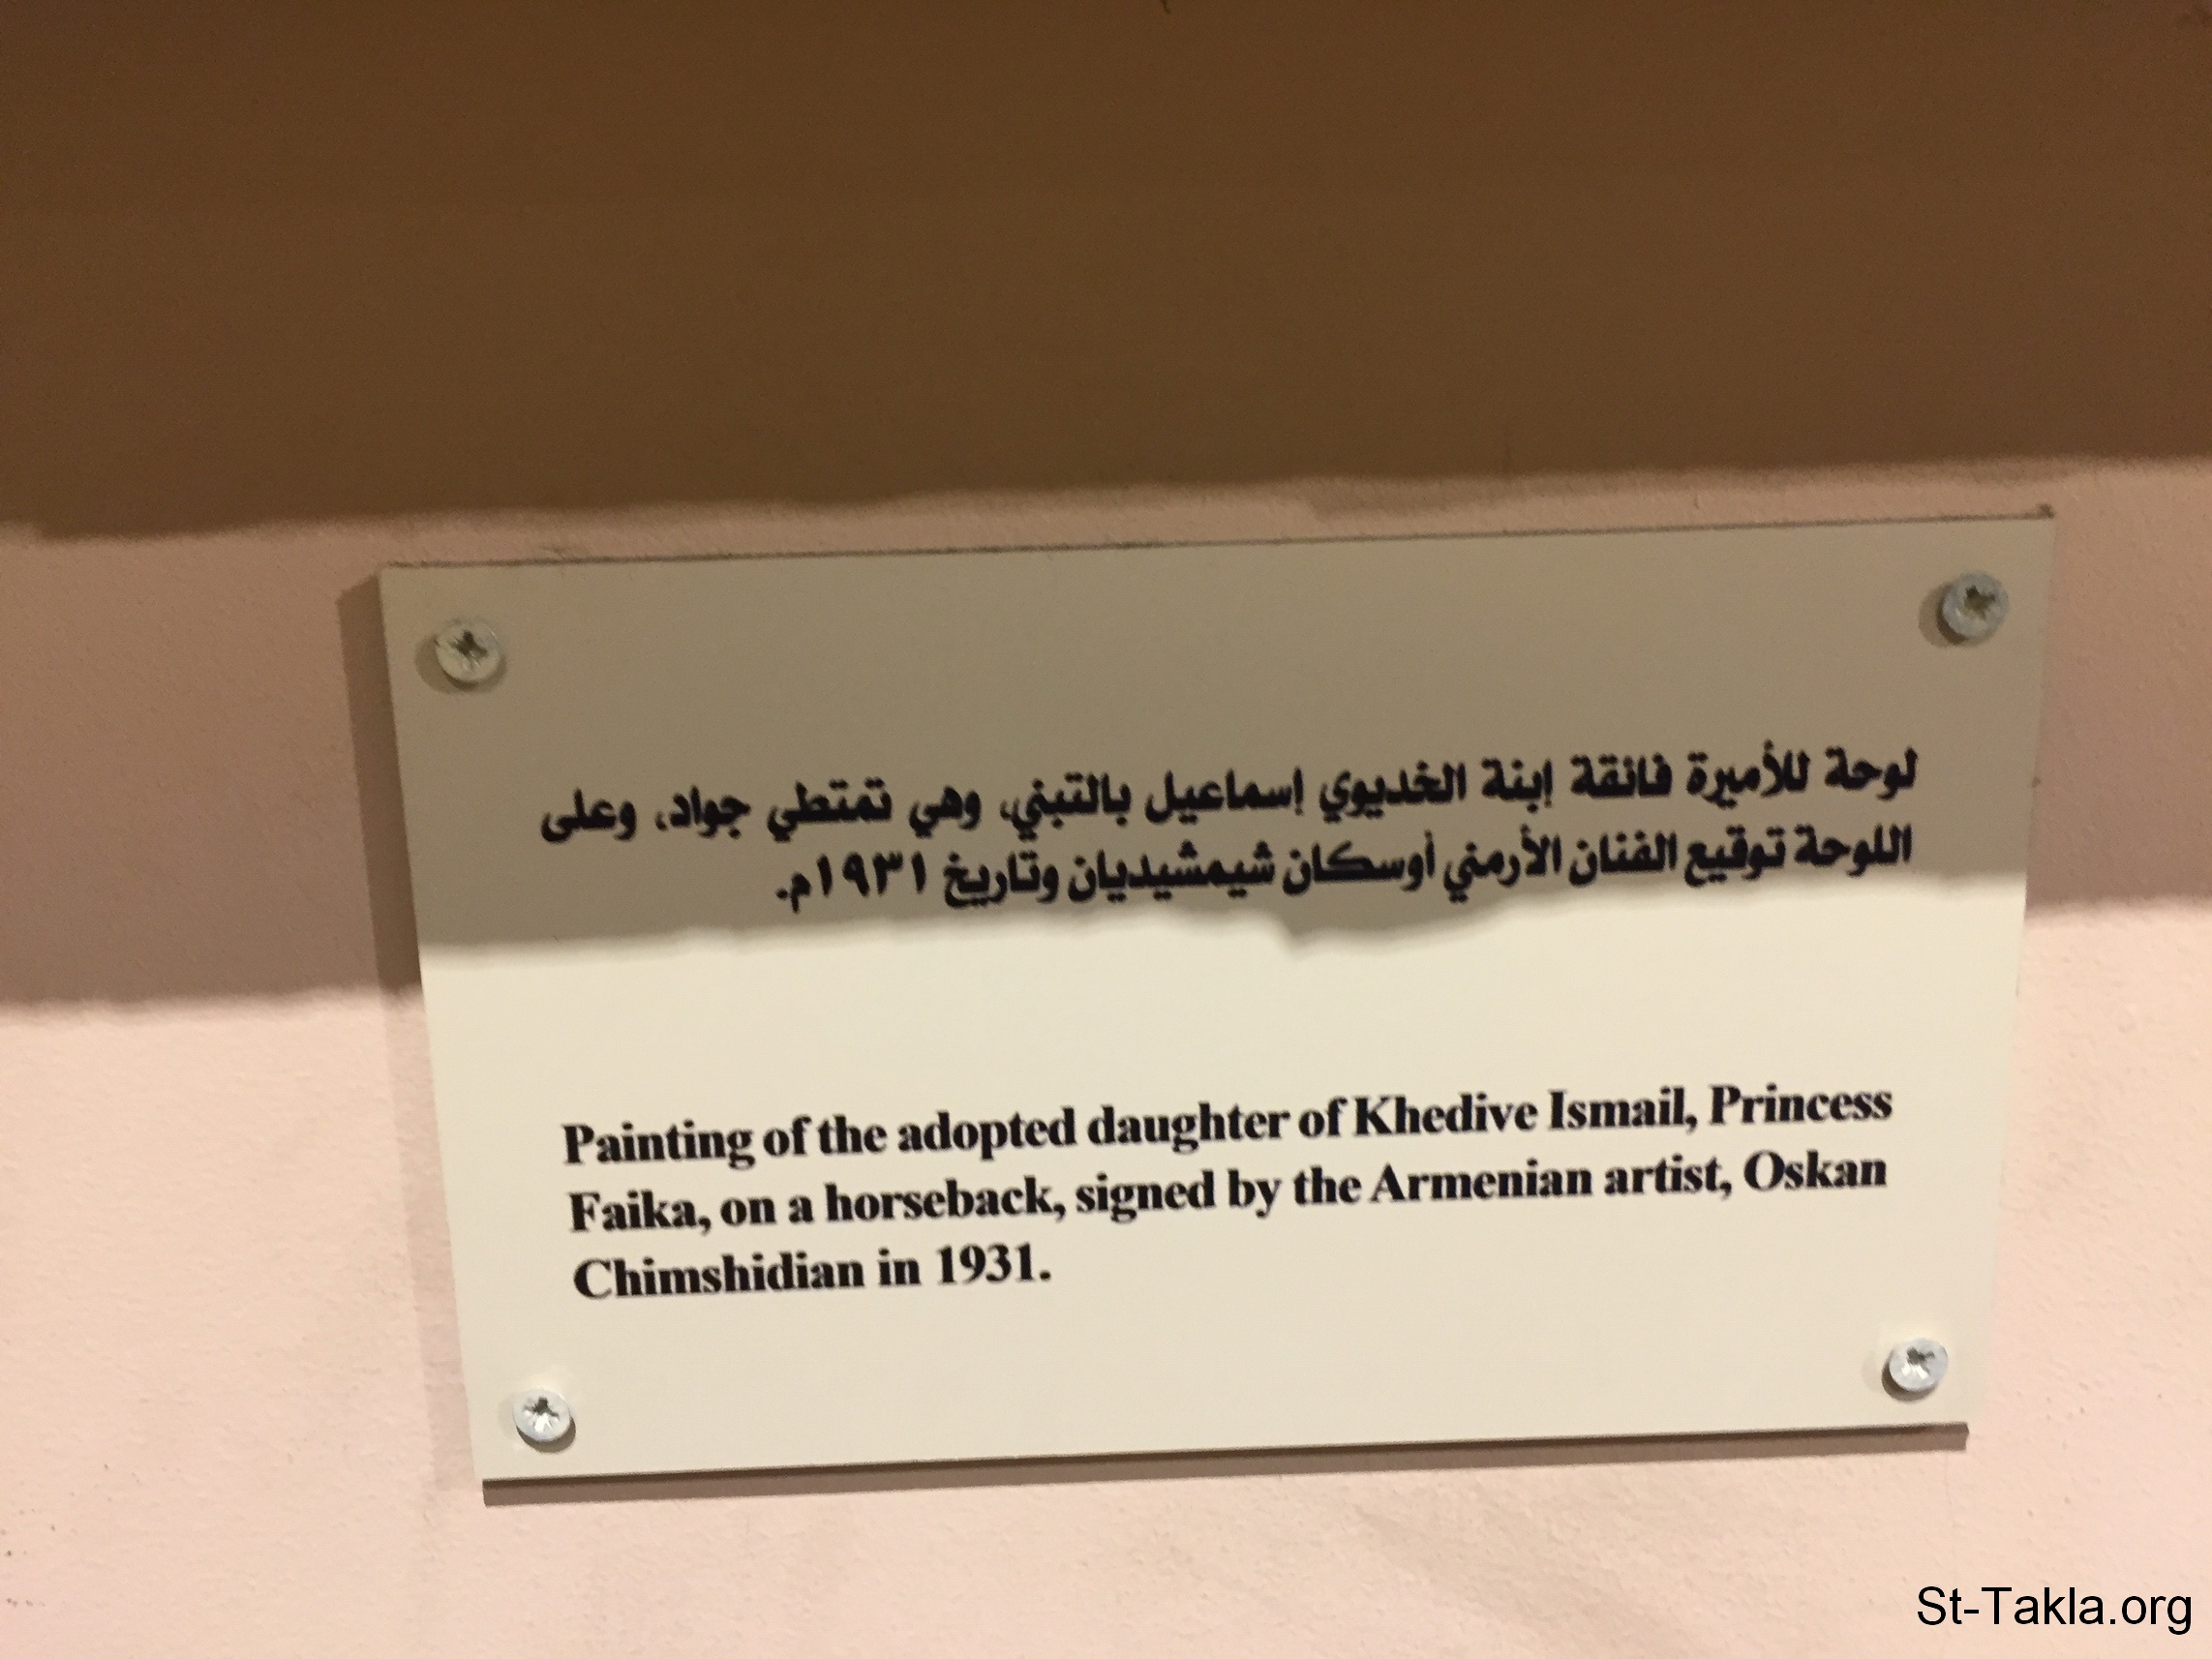 لوحة للأميرة فائقة إبنة الخديوي إسماعيل بالتبني، وهي تمتطي جواد، وعلى
اللوحة توقيع الفنان الأرمني أوسكان شيمشيديان وتاريخ ١٩٣١م.
Painting of the adopted daughter of Khedive Ismail, Princess
Faika, on a horseback, signed by the Armenian artist, Oskan
Chimshidian in 1931.
St-Takla.org